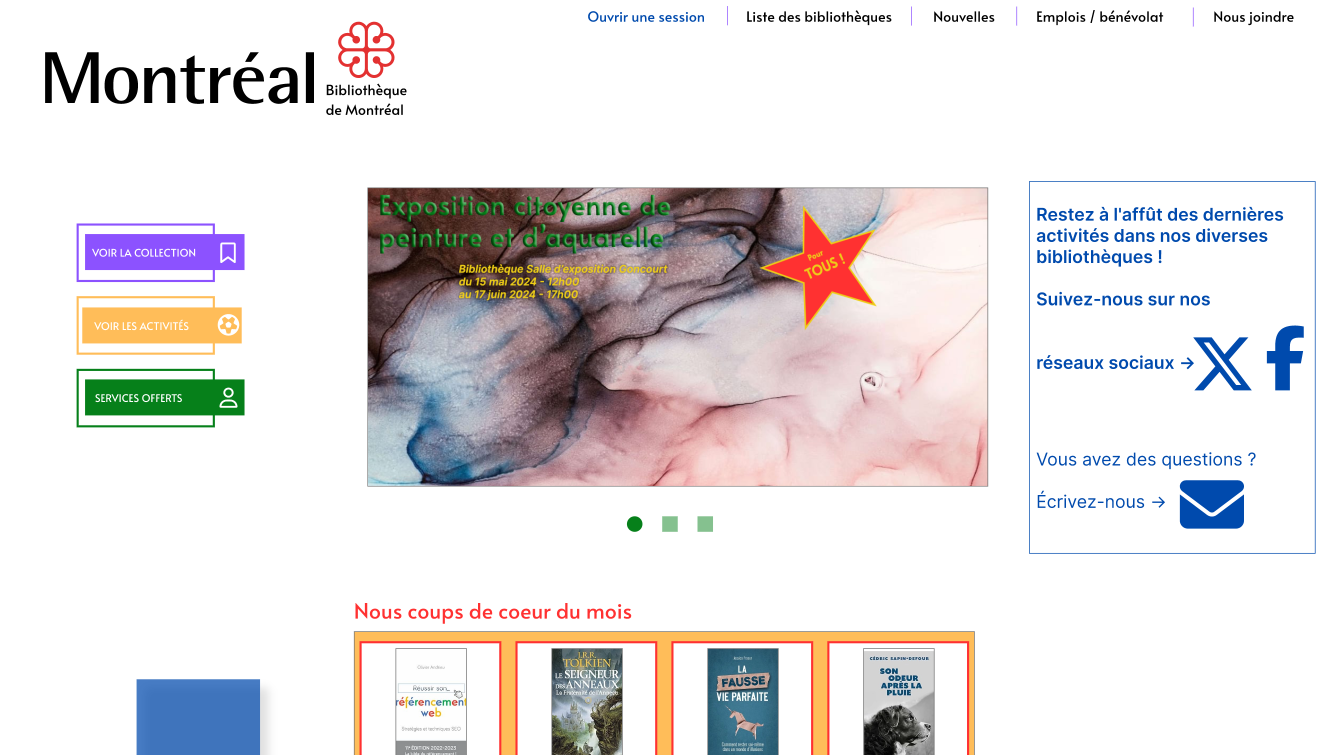 Ouvrir une session
Liste des bibliothèques
Nouvelles
Emplois / bénévolat
Nous joindre
Montréal
Bibliothèque
de Montréal
VOIR LA COLLECTION
VOIR LES ACTIVITÉS
SERVICES OFFERTS
Exposition citoyenne de
peinture et d'aquarelle
Bibliothèque Salle d'exposition Goncourt
du 15 mai 2024 - 12h00
au 17 juin 2024 - 17h00
Pour
TOUS !
Restez à l'affût des dernières
activités dans nos diverses
bibliothèques !
Suivez-nous sur nos
réseaux sociaux →
Vous avez des questions ?
Écrivez-nous →
Nous coups de coeur du mois
Olivier Andrieu
Réussir son
référencement
web
Stratégies et techniques SEO
11e ÉDITION 2022-2023
J.R.R.
TOLKIEN
LE SEIGNEUR
DES ANNEAUX
La Fraternité de l'Anneau
LA
FAUSSE
VIE PARFAITE
CÉDRIC SAPIN-DEFOUR
SON
ODEUR
APRÈS LA
PLUIE